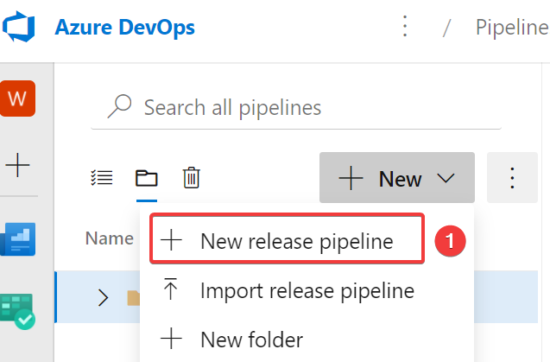 Azure DevOps
/ Pipeline
W
Search all pipelines
New
Name
New release pipeline
1
Import release pipeline
New folder